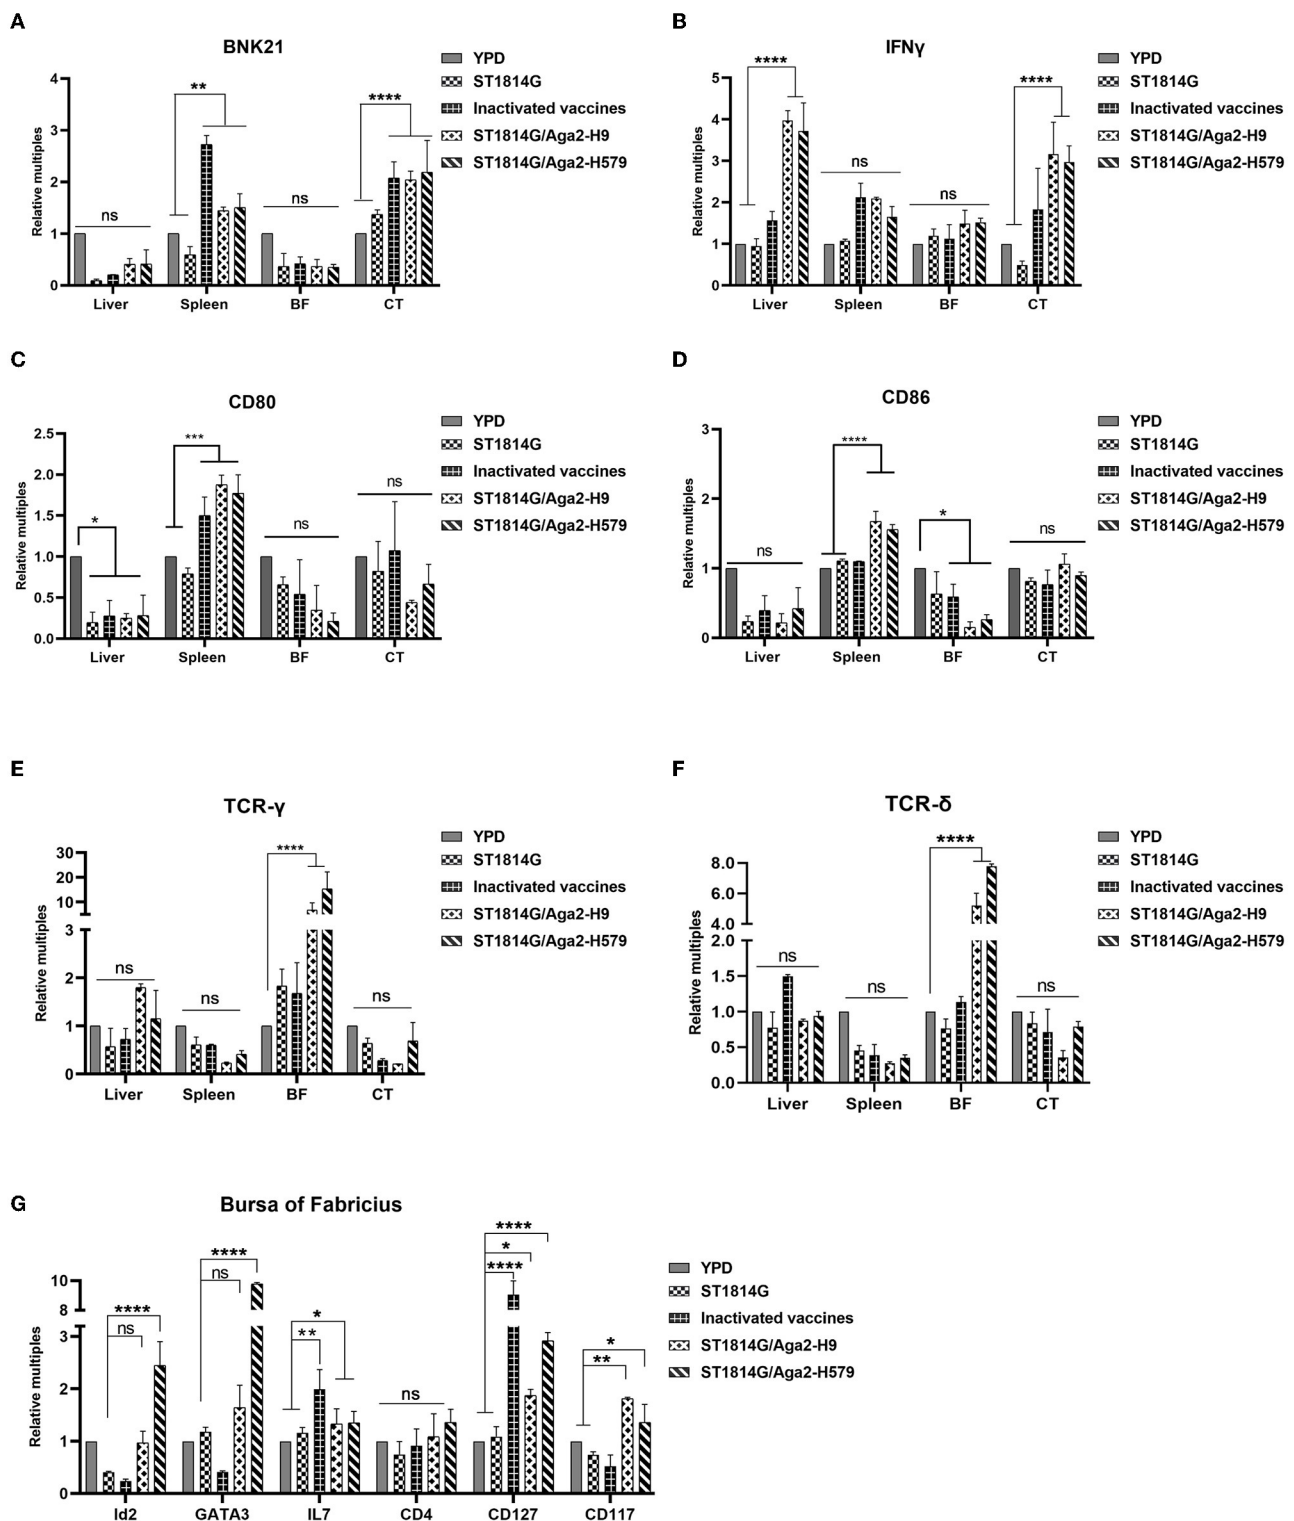 A
BNK21
Relative multiples
4
3
2
1
0
**
****
ns
ns
Liver
Spleen
BF
CT
YPD
ST1814G
Inactivated vaccines
ST1814G/Aga2-H9
ST1814G/Aga2-H579
B
IFNγ
Relative multiples
5
4
3
2
1
0
****
ns
ns
****
Liver
Spleen
BF
CT
YPD
ST1814G
Inactivated vaccines
ST1814G/Aga2-H9
ST1814G/Aga2-H579
C
CD80
Relative multiples
2.5
2.0
1.5
1.0
0.5
0.0
*
***
ns
ns
Liver
Spleen
BF
CT
YPD
ST1814G
Inactivated vaccines
ST1814G/Aga2-H9
ST1814G/Aga2-H579
D
CD86
Relative multiples
3
2
1
0
ns
****
*
ns
Liver
Spleen
BF
CT
YPD
ST1814G
Inactivated vaccines
ST1814G/Aga2-H9
ST1814G/Aga2-H579
E
TCR-γ
Relative multiples
30
20
10
3
2
1
0
ns
ns
****
ns
Liver
Spleen
BF
CT
YPD
ST1814G
Inactivated vaccines
ST1814G/Aga2-H9
ST1814G/Aga2-H579
F
TCR-δ
Relative multiples
8.0
6.0
4.0
2.0
1.5
1.0
0.5
0.0
ns
ns
****
ns
Liver
Spleen
BF
CT
YPD
ST1814G
Inactivated vaccines
ST1814G/Aga2-H9
ST1814G/Aga2-H579
G
Bursa of Fabricius
Relative multiples
10
8
3
2
1
0
****
ns
****
ns
*
**
ns
****
*
****
*
**
Id2
GATA3
IL7
CD4
CD127
CD117
YPD
ST1814G
Inactivated vaccines
ST1814G/Aga2-H9
ST1814G/Aga2-H579